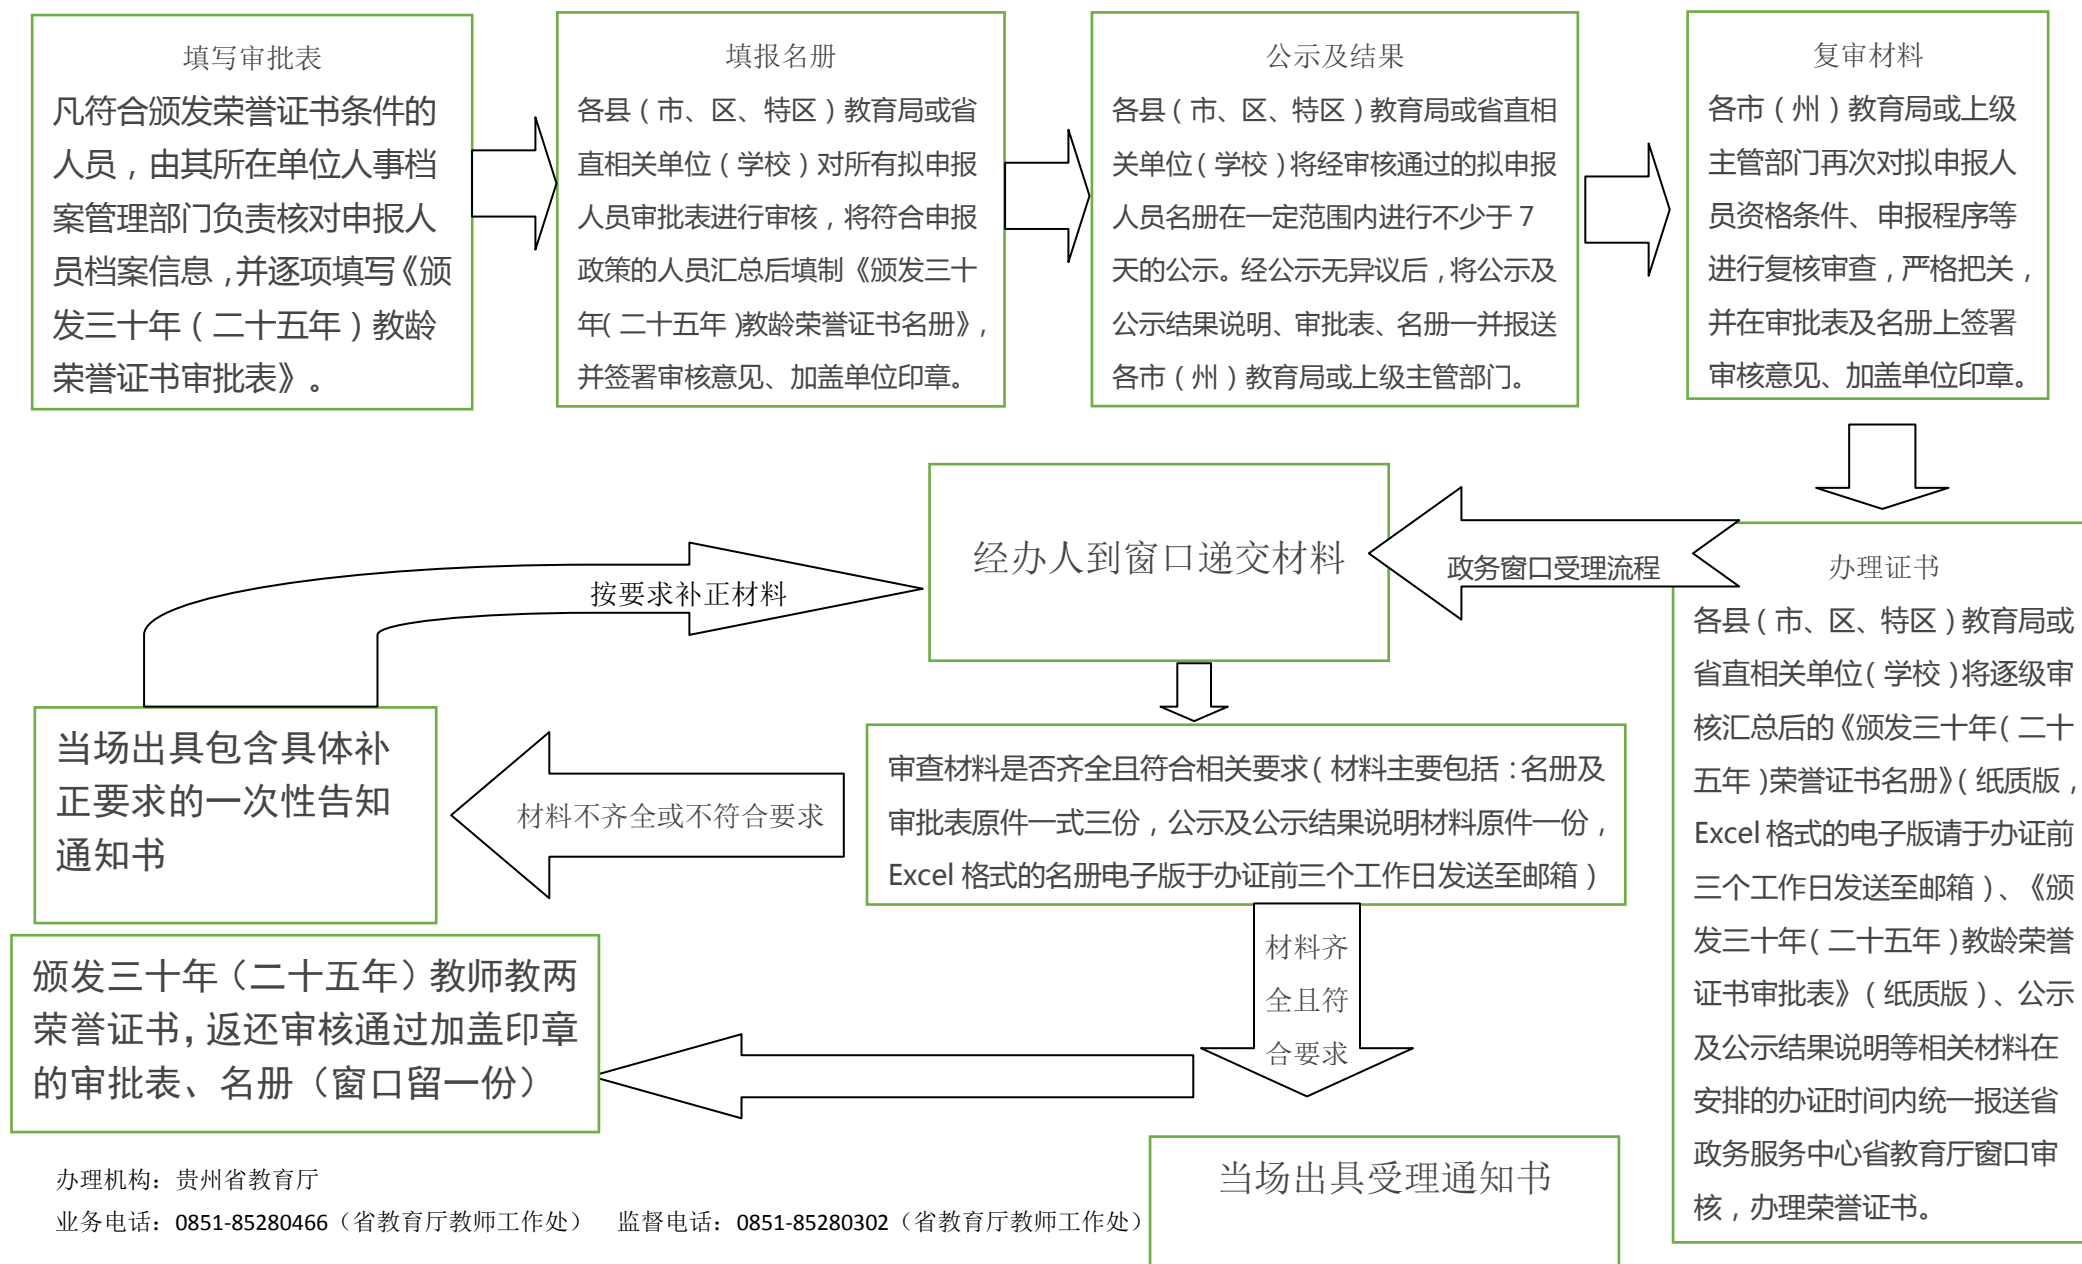 填写审批表
凡符合颁发荣誉证书条件的
人员，由其所在单位人事档
案管理部门负责核对申报人
员档案信息,并逐项填写《颁
发三十年（二十五年）教龄
荣誉证书审批表》。
填报名册
各县（市、区、特区）教育局或省
直相关单位（学校）对所有拟申报
人员审批表进行审核，将符合申报
政策的人员汇总后填制《颁发三十
年（二十五年)教龄荣誉证书名册》，
并签署审核意见、加盖单位印章。
公示及结果
各县（市、区、特区）教育局或省直相
关单位（学校）将经审核通过的拟申报
人员名册在一定范围内进行不少于 7
天的公示。经公示无异议后，将公示及
公示结果说明、审批表、名册一并报送
各市（州）教育局或上级主管部门。
复审材料
各市（州）教育局或上级
主管部门再次对拟申报人
员资格条件、申报程序等
进行复核审查，严格把关，
并在审批表及名册上签署
审核意见、加盖单位印章。
办理证书
各县（市、区、特区）教育局或
省直相关单位（学校）将逐级审
核汇总后的《颁发三十年（二十
五年）荣誉证书名册》（纸质版，
Excel 格式的电子版请于办证前
三个工作日发送至邮箱）、《颁
发三十年（二十五年）教龄荣誉
证书审批表》（纸质版）、公示
及公示结果说明等相关材料在
安排的办证时间内统一报送省
政务服务中心省教育厅窗口审
核，办理荣誉证书。
政务窗口受理流程
经办人到窗口递交材料
按要求补正材料
审查材料是否齐全且符合相关要求（材料主要包括：名册及
审批表原件一式三份，公示及公示结果说明材料原件一份，
Excel 格式的名册电子版于办证前三个工作日发送至邮箱）
材料不齐全或不符合要求
当场出具包含具体补
正要求的一次性告知
通知书
材料齐
全且符
合要求
颁发三十年（二十五年）教师教两
荣誉证书，返还审核通过加盖印章
的审批表、名册（窗口留一份）
当场出具受理通知书
办理机构：贵州省教育厅
业务电话：0851-85280466（省教育厅教师工作处） 监督电话：0851-85280302（省教育厅教师工作处）